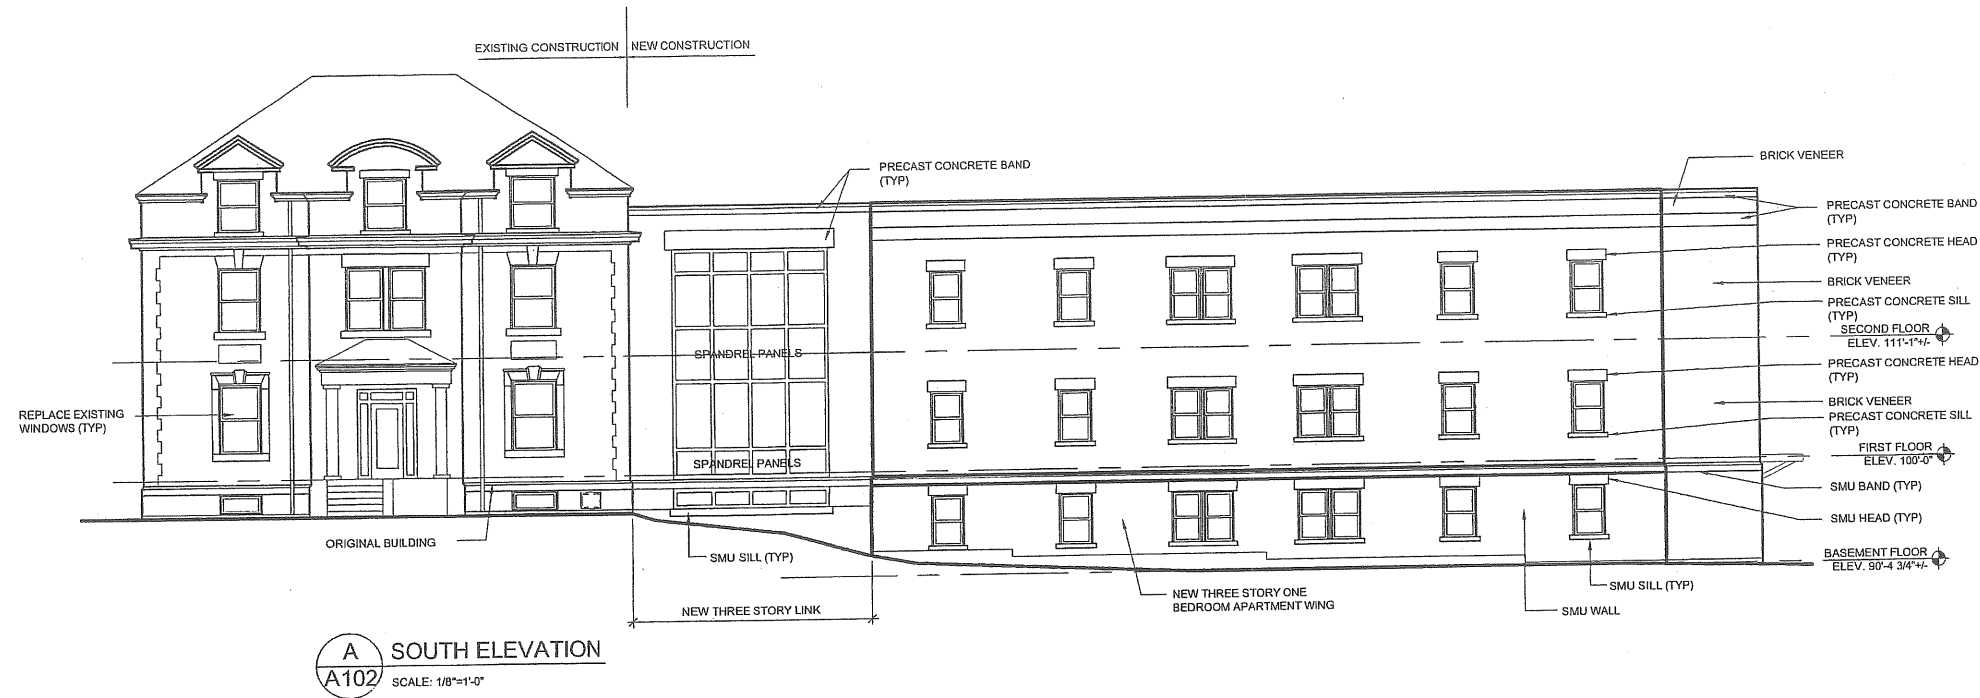 EXISTING CONSTRUCTION
NEW CONSTRUCTION
PRECAST CONCRETE BAND
(TYP)
BRICK VENEER
PRECAST CONCRETE BAND
(TYP)
PRECAST CONCRETE HEAD
(TYP)
BRICK VENEER
PRECAST CONCRETE SILL
(TYP)
SECOND FLOOR
ELEV. 111'-1"+/-
SPANDREL PANELS
PRECAST CONCRETE HEAD
(TYP)
BRICK VENEER
PRECAST CONCRETE SILL
(TYP)
REPLACE EXISTING
WINDOWS (TYP)
FIRST FLOOR
ELEV. 100'-0"
SPANDREL PANELS
SMU BAND (TYP)
SMU HEAD (TYP)
ORIGINAL BUILDING
SMU SILL (TYP)
BASEMENT FLOOR
ELEV. 90'-4 3/4"+/-
SMU SILL (TYP)
NEW THREE STORY ONE
BEDROOM APARTMENT WING
SMU WALL
NEW THREE STORY LINK
A
A102
SOUTH ELEVATION
SCALE: 1/8"=1'-0"